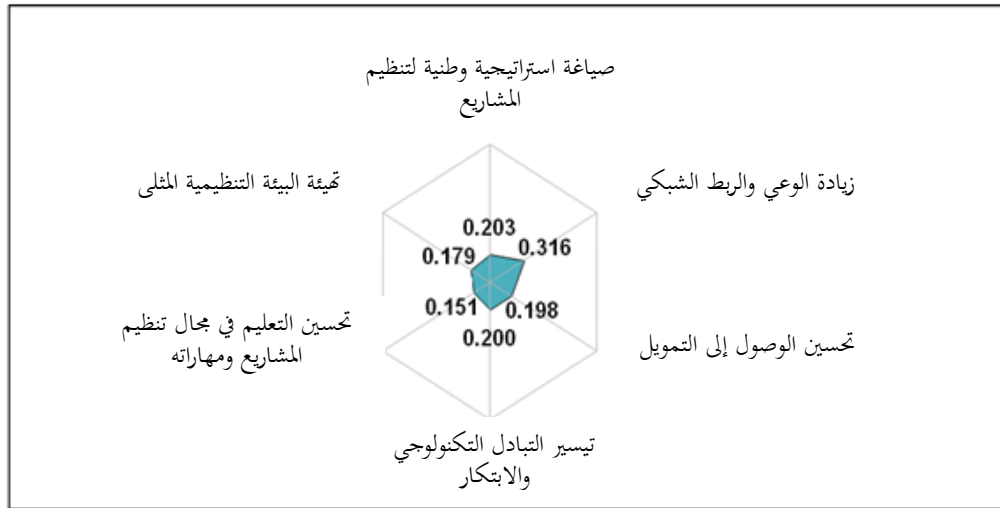 صياغة استراتيجية وطنية لتنظيم
المشاريع
زيادة الوعي والربط الشبكي
تهيئة البيئة التنظيمية المثلى
0.203
0.316
0.179
0.151
0.198
0.200
تحسين الوصول إلى التمويل
تحسين التعليم في مجال تنظيم
المشاريع ومهاراته
تيسير التبادل التكنولوجي
والابتكار